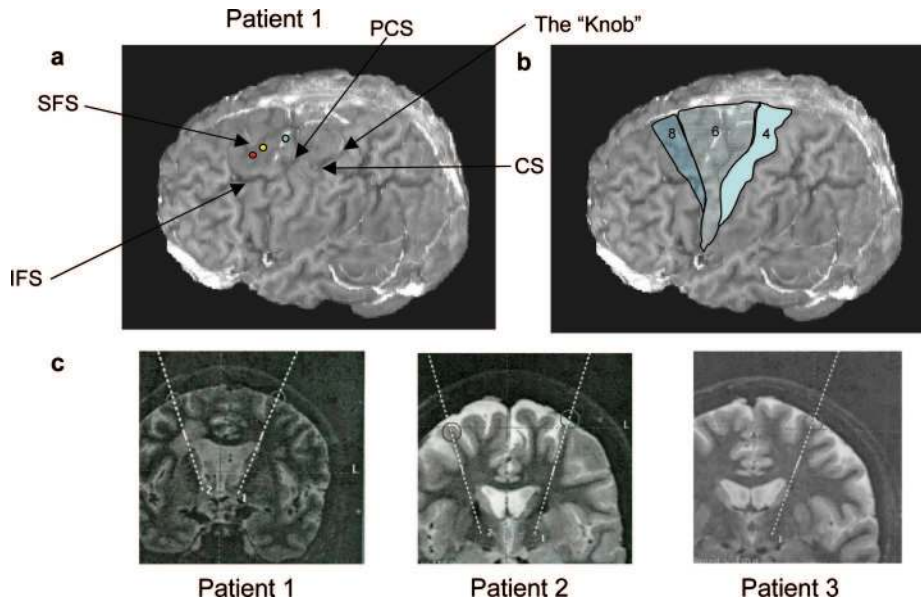 Patient 1
PCS
The “Knob”
a
b
SFS
8
6
4
CS
IFS
c
L
L
Patient 1
Patient 2
Patient 3